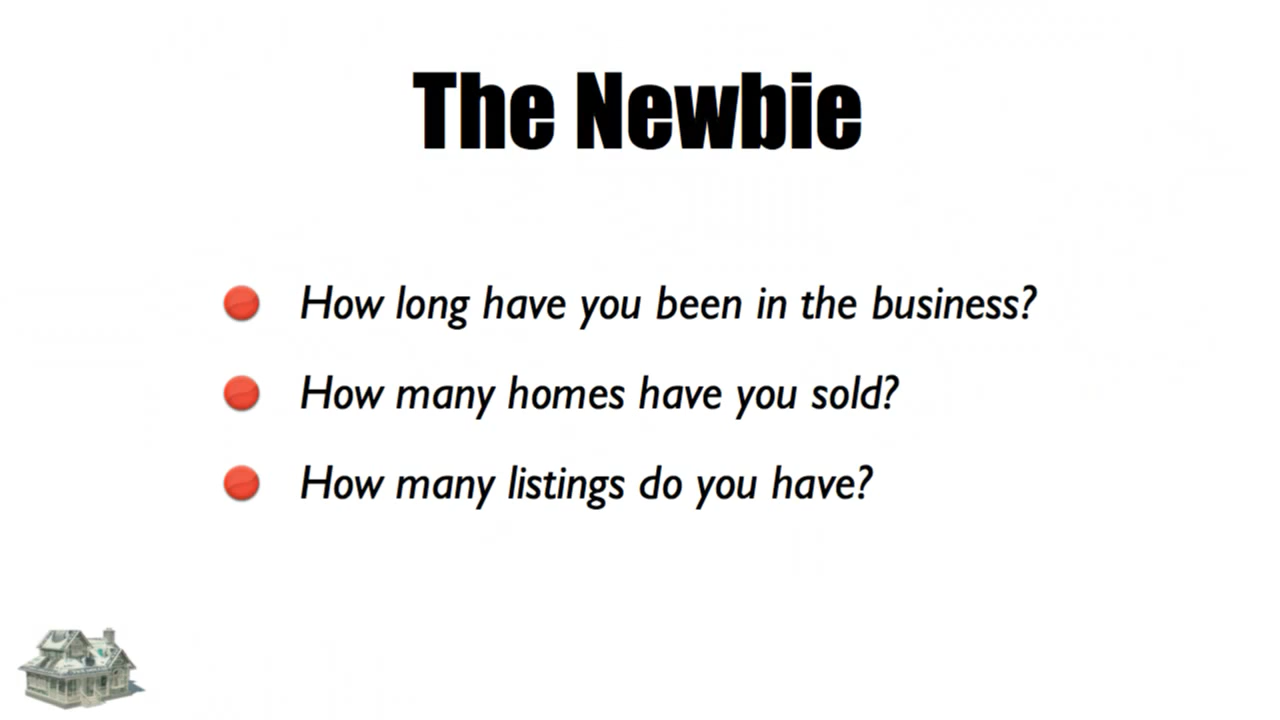 The Newbie
How long have you been in the business?
How many homes have you sold?
How many listings do you have?